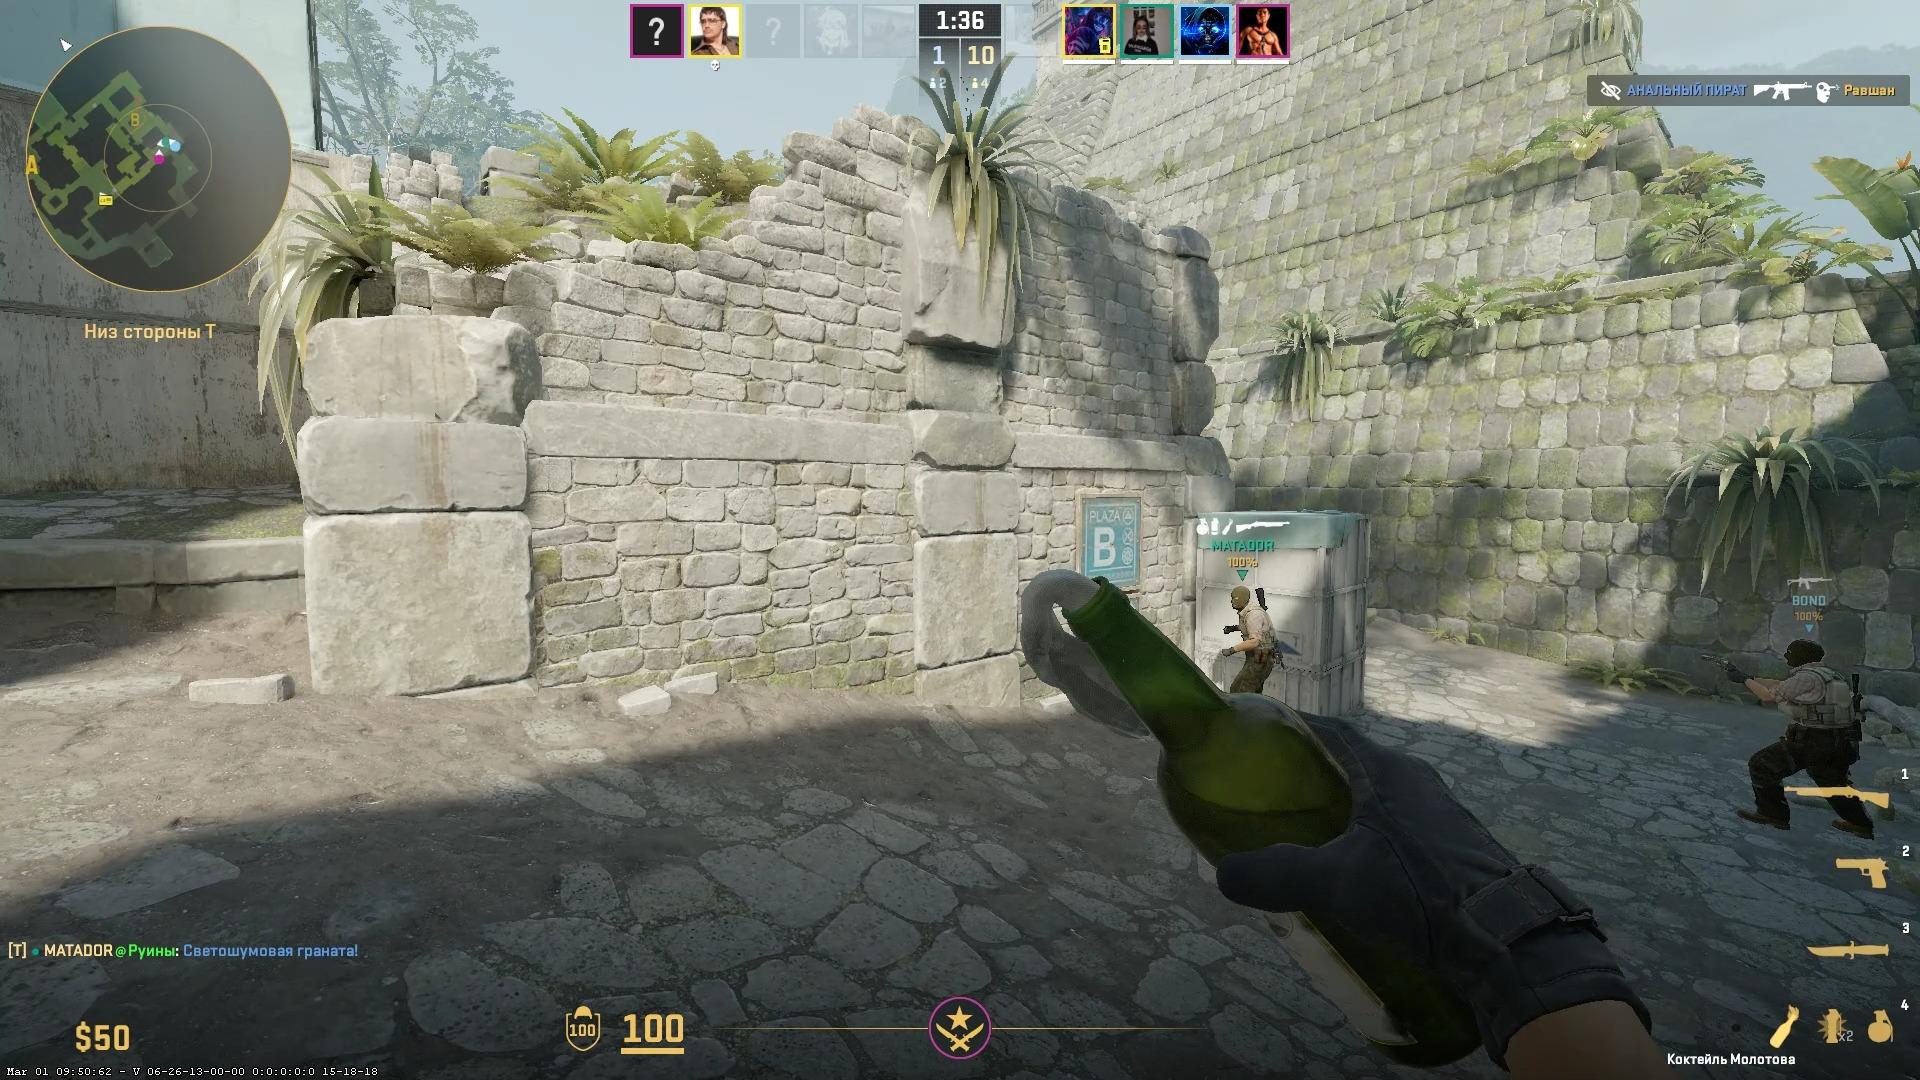 ?
?
1:36
1 10
2 4
АНАЛЬНЫЙ ПИРАТ Равшан
B
A
Низ стороны Т
PLAZA
B
MATADOR
100%
BOND
100%
1
2
3
4
x2
[T] MATADOR@Руины: Светошумовая граната!
$50
100
100
Коктейль Молотова
Mar 01 09:50:62 - V 06-26-13-00-00 0:0:0:0:0 15-18-18